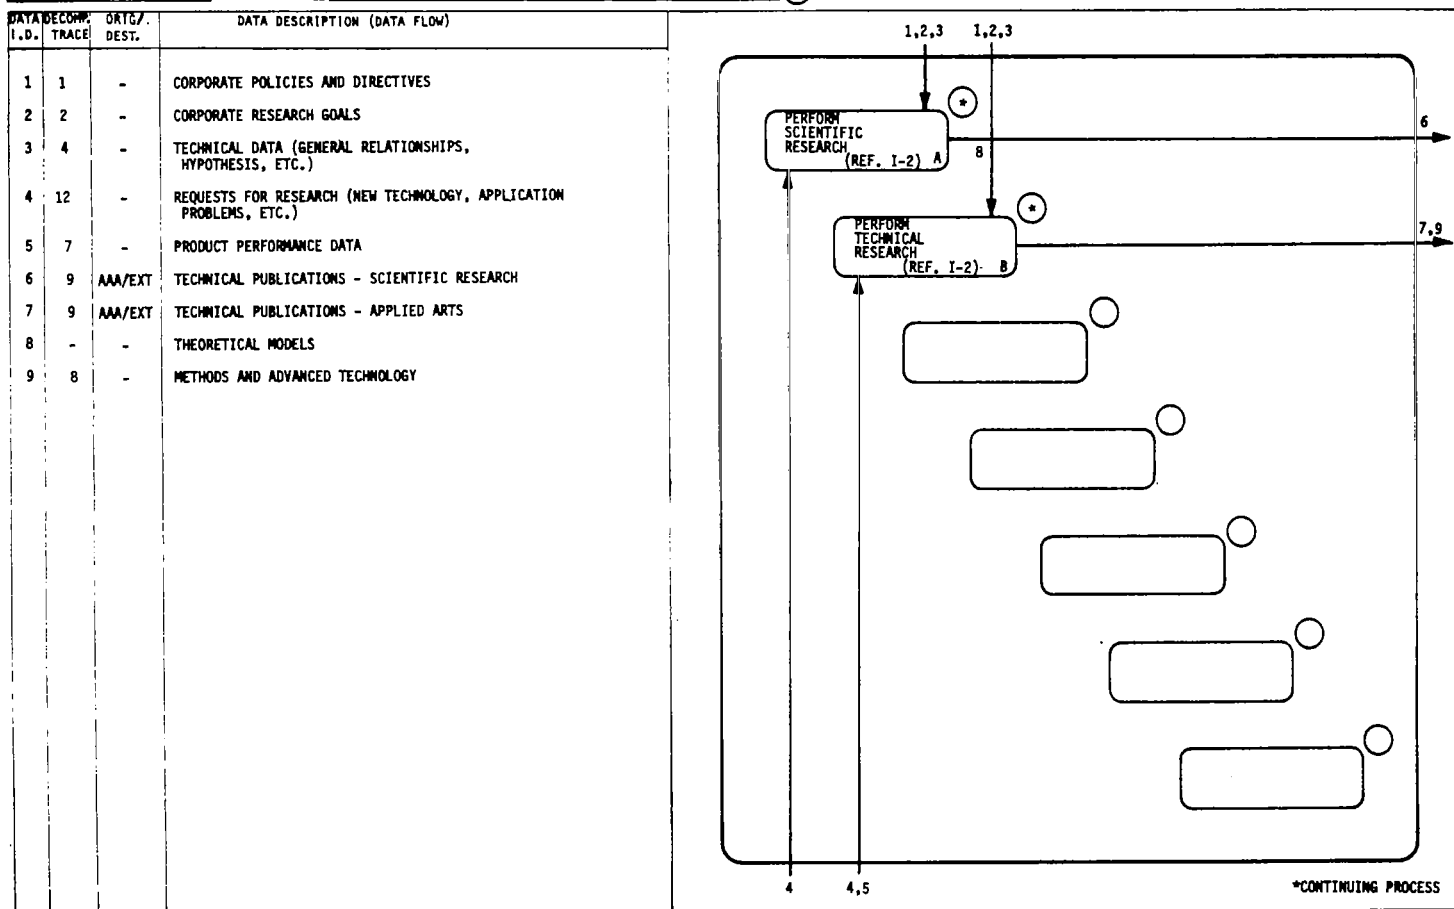 DATA DECOMP. ORIG/. DATA DESCRIPTION (DATA FLOW)
I.D. TRACE DEST.
1 1 - CORPORATE POLICIES AND DIRECTIVES
2 2 - CORPORATE RESEARCH GOALS
3 4 - TECHNICAL DATA (GENERAL RELATIONSHIPS,
HYPOTHESIS, ETC.)
4 12 - REQUESTS FOR RESEARCH (NEW TECHNOLOGY, APPLICATION
PROBLEMS, ETC.)
5 7 - PRODUCT PERFORMANCE DATA
6 9 AAA/EXT TECHNICAL PUBLICATIONS - SCIENTIFIC RESEARCH
7 9 AAA/EXT TECHNICAL PUBLICATIONS - APPLIED ARTS
8 - - THEORETICAL MODELS
9 8 - METHODS AND ADVANCED TECHNOLOGY
1,2,3 1,2,3
*
PERFORM
SCIENTIFIC
RESEARCH
(REF. I-2) A
8
6
*
PERFORM
TECHNICAL
RESEARCH
(REF. I-2) B
7,9
4 4,5
*CONTINUING PROCESS